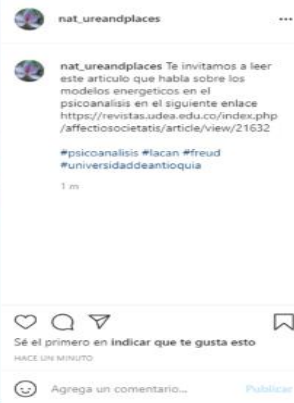 nat_ureandplaces
nat_ureandplaces Te invitamos a leer
este articulo que habla sobre los
modelos energeticos en el
psicoanalisis en el siguiente enlace
https://revistas.udea.edu.co/index.php
/affectiosocietatis/article/view/21632
#psicoanalisis #lacan #freud
#universidaddeantioquia
1 m
Sé el primero en indicar que te gusta esto
HACE UN MINUTO
Agrega un comentario... Publicar